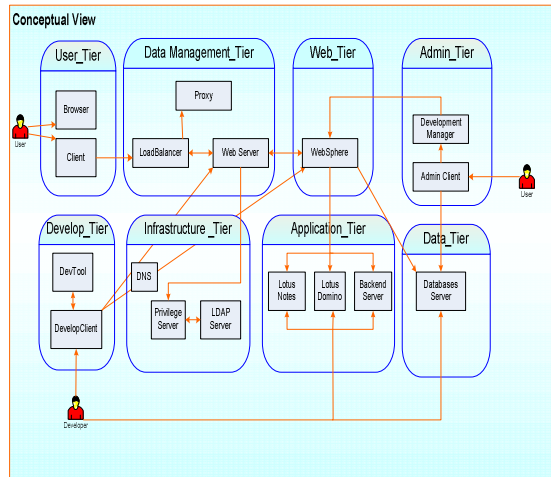 Conceptual View
User_Tier
Data Management_Tier
Web_Tier
Admin_Tier
Browser
Client
Proxy
LoadBalancer
Web Server
WebSphere
Development
Manager
Admin Client
User
User
Develop_Tier
Infrastructure _Tier
Application_Tier
Data_Tier
DevTool
DevelopClient
DNS
Privilege
Server
LDAP
Server
Lotus
Notes
Lotus
Domino
Backend
Server
Databases
Server
Developer